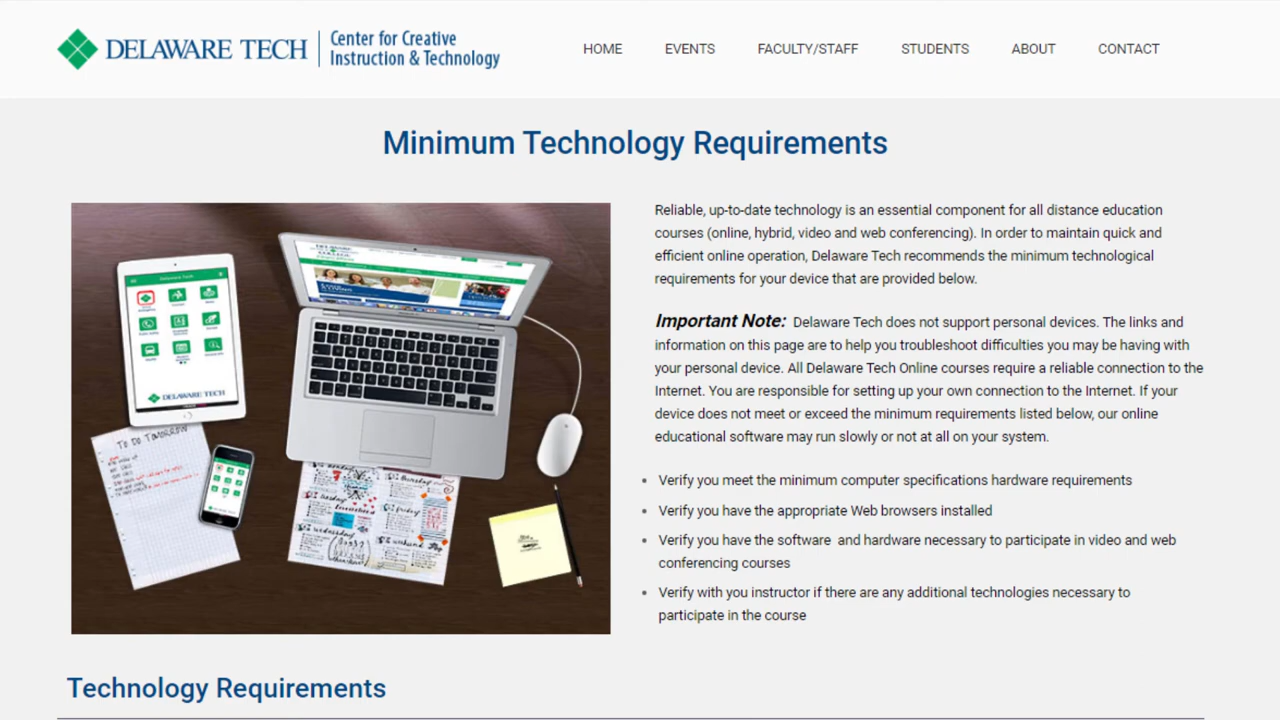 DELAWARE TECH
Center for Creative
Instruction & Technology
HOME
EVENTS
FACULTY/STAFF
STUDENTS
ABOUT
CONTACT
Minimum Technology Requirements
Delaware Tech
DELAWARE TECH
TO DO TOMORROW
Reliable, up-to-date technology is an essential component for all distance education
courses (online, hybrid, video and web conferencing). In order to maintain quick and
efficient online operation, Delaware Tech recommends the minimum technological
requirements for your device that are provided below.
Important Note: Delaware Tech does not support personal devices. The links and
information on this page are to help you troubleshoot difficulties you may be having with
your personal device. All Delaware Tech Online courses require a reliable connection to the
Internet. You are responsible for setting up your own connection to the Internet. If your
device does not meet or exceed the minimum requirements listed below, our online
educational software may run slowly or not at all on your system.
Verify you meet the minimum computer specifications hardware requirements
Verify you have the appropriate Web browsers installed
Verify you have the software and hardware necessary to participate in video and web
conferencing courses
Verify with you instructor if there are any additional technologies necessary to
participate in the course
Technology Requirements